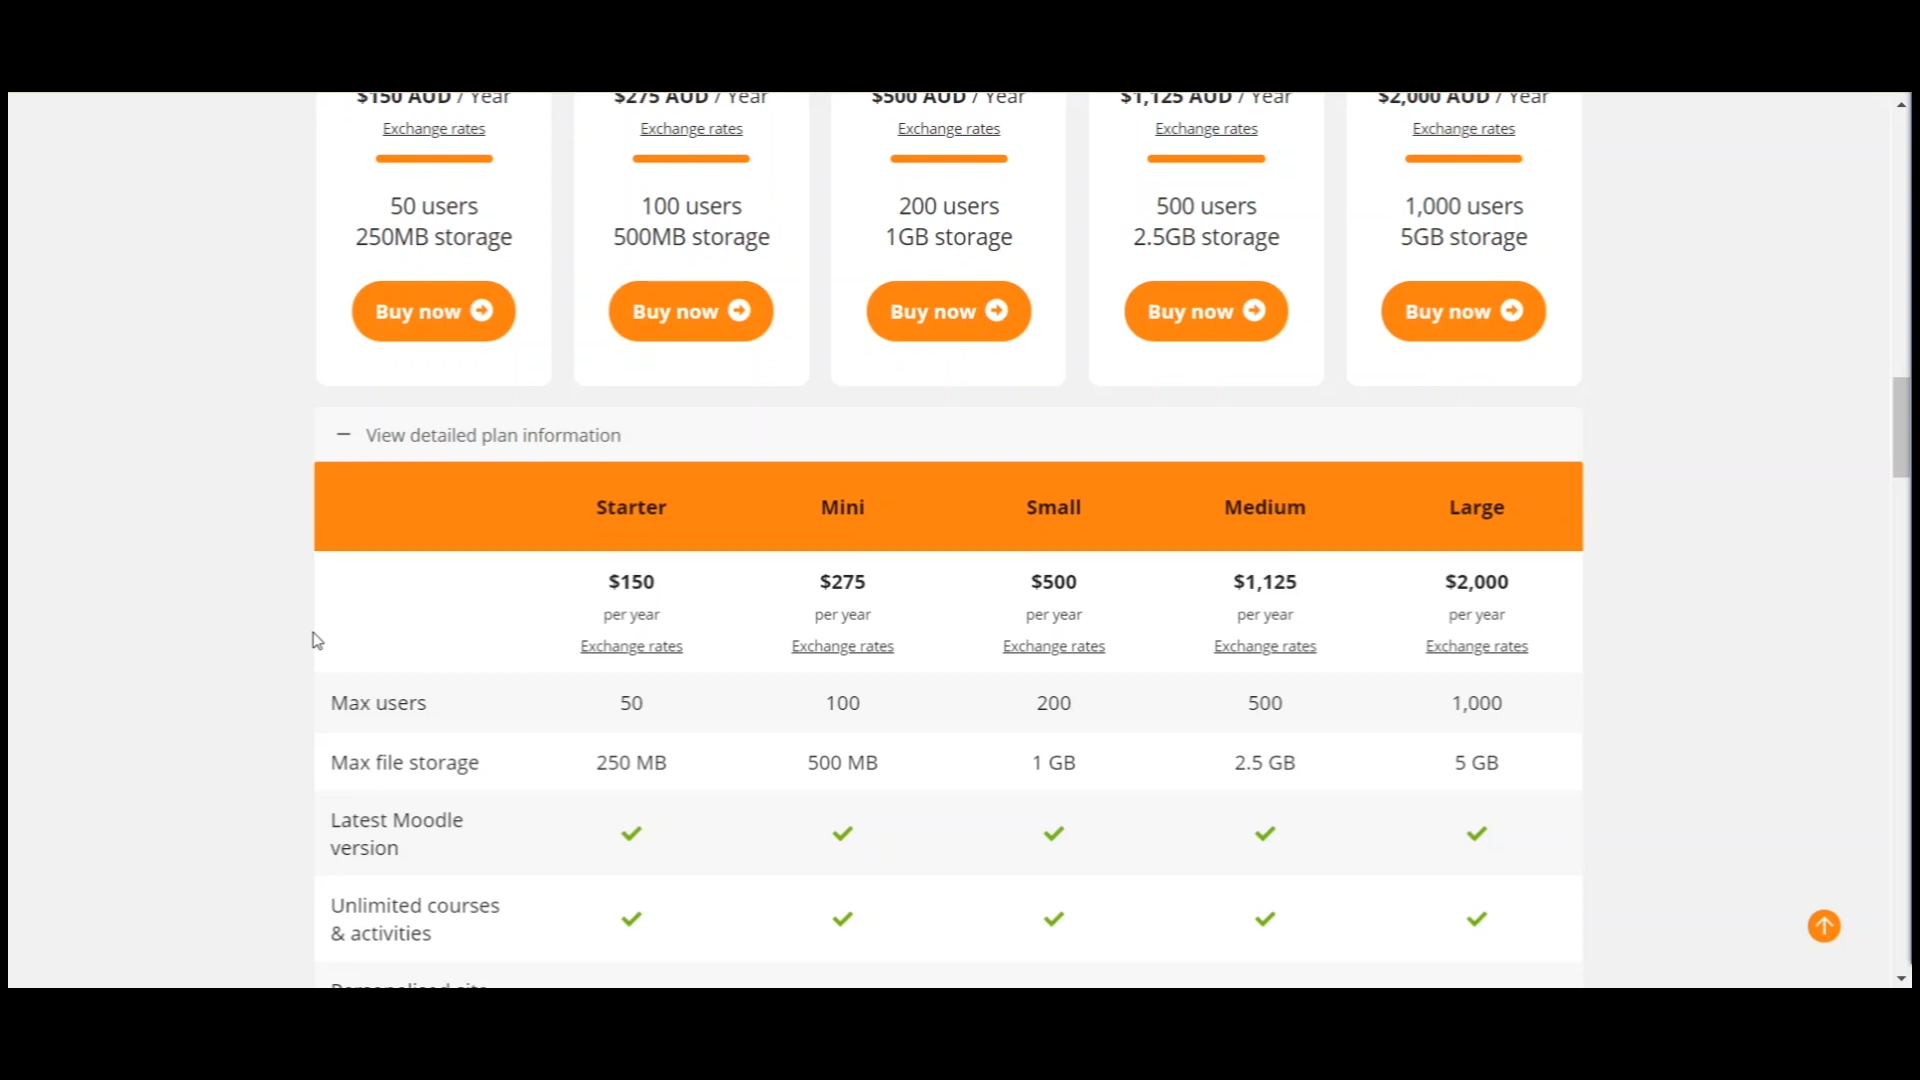 $150 AUD / Year $275 AUD / Year $500 AUD / Year $1,125 AUD / Year $2,000 AUD / Year
Exchange rates Exchange rates Exchange rates Exchange rates Exchange rates
50 users 100 users 200 users 500 users 1,000 users
250MB storage 500MB storage 1GB storage 2.5GB storage 5GB storage
Buy now Buy now Buy now Buy now Buy now
View detailed plan information
Starter Mini Small Medium Large
$150 $275 $500 $1,125 $2,000
per year per year per year per year per year
Exchange rates Exchange rates Exchange rates Exchange rates Exchange rates
Max users 50 100 200 500 1,000
Max file storage 250 MB 500 MB 1 GB 2.5 GB 5 GB
Latest Moodle
version
Unlimited courses
& activities
Personalised site